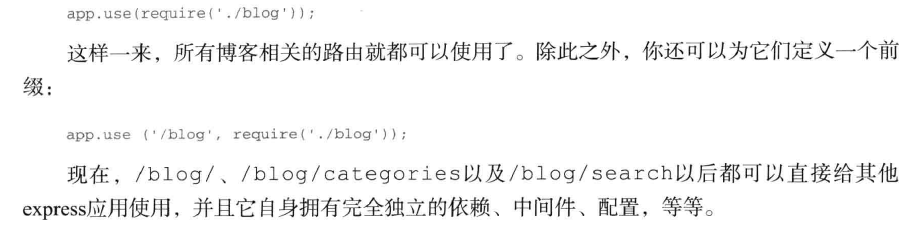 app.use(require('./blog'));
这样一来，所有博客相关的路由就都可以使用了。除此之外，你还可以为它们定义一个前
缀：
app.use ('/blog', require('./blog'));
现在，/blog/、/blog/categories以及/blog/search以后都可以直接给其他
express应用使用，并且它自身拥有完全独立的依赖、中间件、配置，等等。